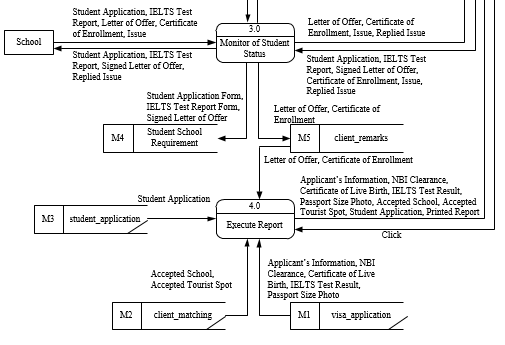 Student Application, IELTS Test
Report, Letter of Offer, Certificate
of Enrollment, Issue
Letter of Offer, Certificate of
Enrollment, Issue, Replied Issue
3.0
School
Monitor of Student
Status
Student Application, IELTS Test
Report, Signed Letter of Offer,
Replied Issue
Student Application, IELTS Test
Report, Signed Letter of Offer,
Certificate of Enrollment, Issue,
Replied Issue
Student Application Form,
IELTS Test Report Form,
Signed Letter of Offer
Letter of Offer, Certificate of
Enrollment
M4
Student School
Requirement
M5
client_remarks
Letter of Offer, Certificate of Enrollment
Applicant's Information, NBI Clearance,
Certificate of Live Birth, IELTS Test Result,
Passport Size Photo, Accepted School, Accepted
Tourist Spot, Student Application, Printed Report
Student Application
4.0
M3
student_application
Execute Report
Click
Accepted School,
Accepted Tourist Spot
Applicant's Information, NBI
Clearance, Certificate of Live
Birth, IELTS Test Result,
Passport Size Photo
M2
client_matching
M1
visa_application